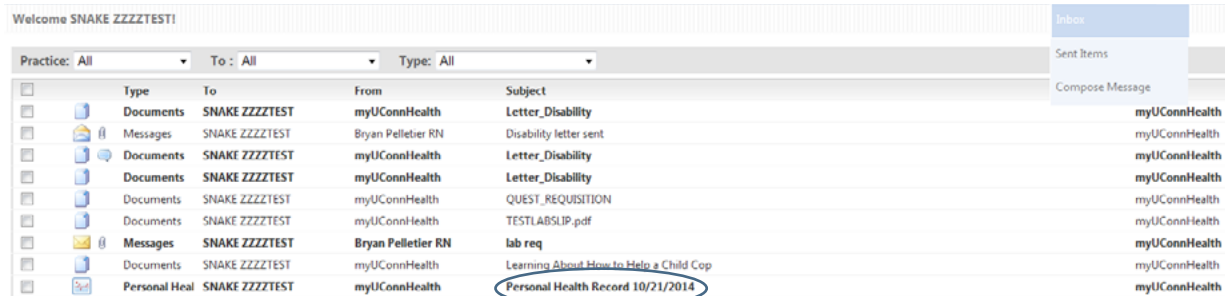 Welcome SNAKE ZZZZTEST!
Inbox
Practice: All To : All Type: All
Sent Items
Compose Message
Type To From Subject
Documents SNAKE ZZZZTEST myUConnHealth Letter_Disability myUConnHealth
Messages SNAKE ZZZZTEST Bryan Pelletier RN Disability letter sent myUConnHealth
Documents SNAKE ZZZZTEST myUConnHealth Letter_Disability myUConnHealth
Documents SNAKE ZZZZTEST myUConnHealth Letter_Disability myUConnHealth
Documents SNAKE ZZZZTEST myUConnHealth QUEST_REQUISITION myUConnHealth
Documents SNAKE ZZZZTEST myUConnHealth TESTLABSLIP.pdf myUConnHealth
Messages SNAKE ZZZZTEST Bryan Pelletier RN lab req myUConnHealth
Documents SNAKE ZZZZTEST myUConnHealth Learning About How to Help a Child Cop myUConnHealth
Personal Heal SNAKE ZZZZTEST myUConnHealth Personal Health Record 10/21/2014 myUConnHealth